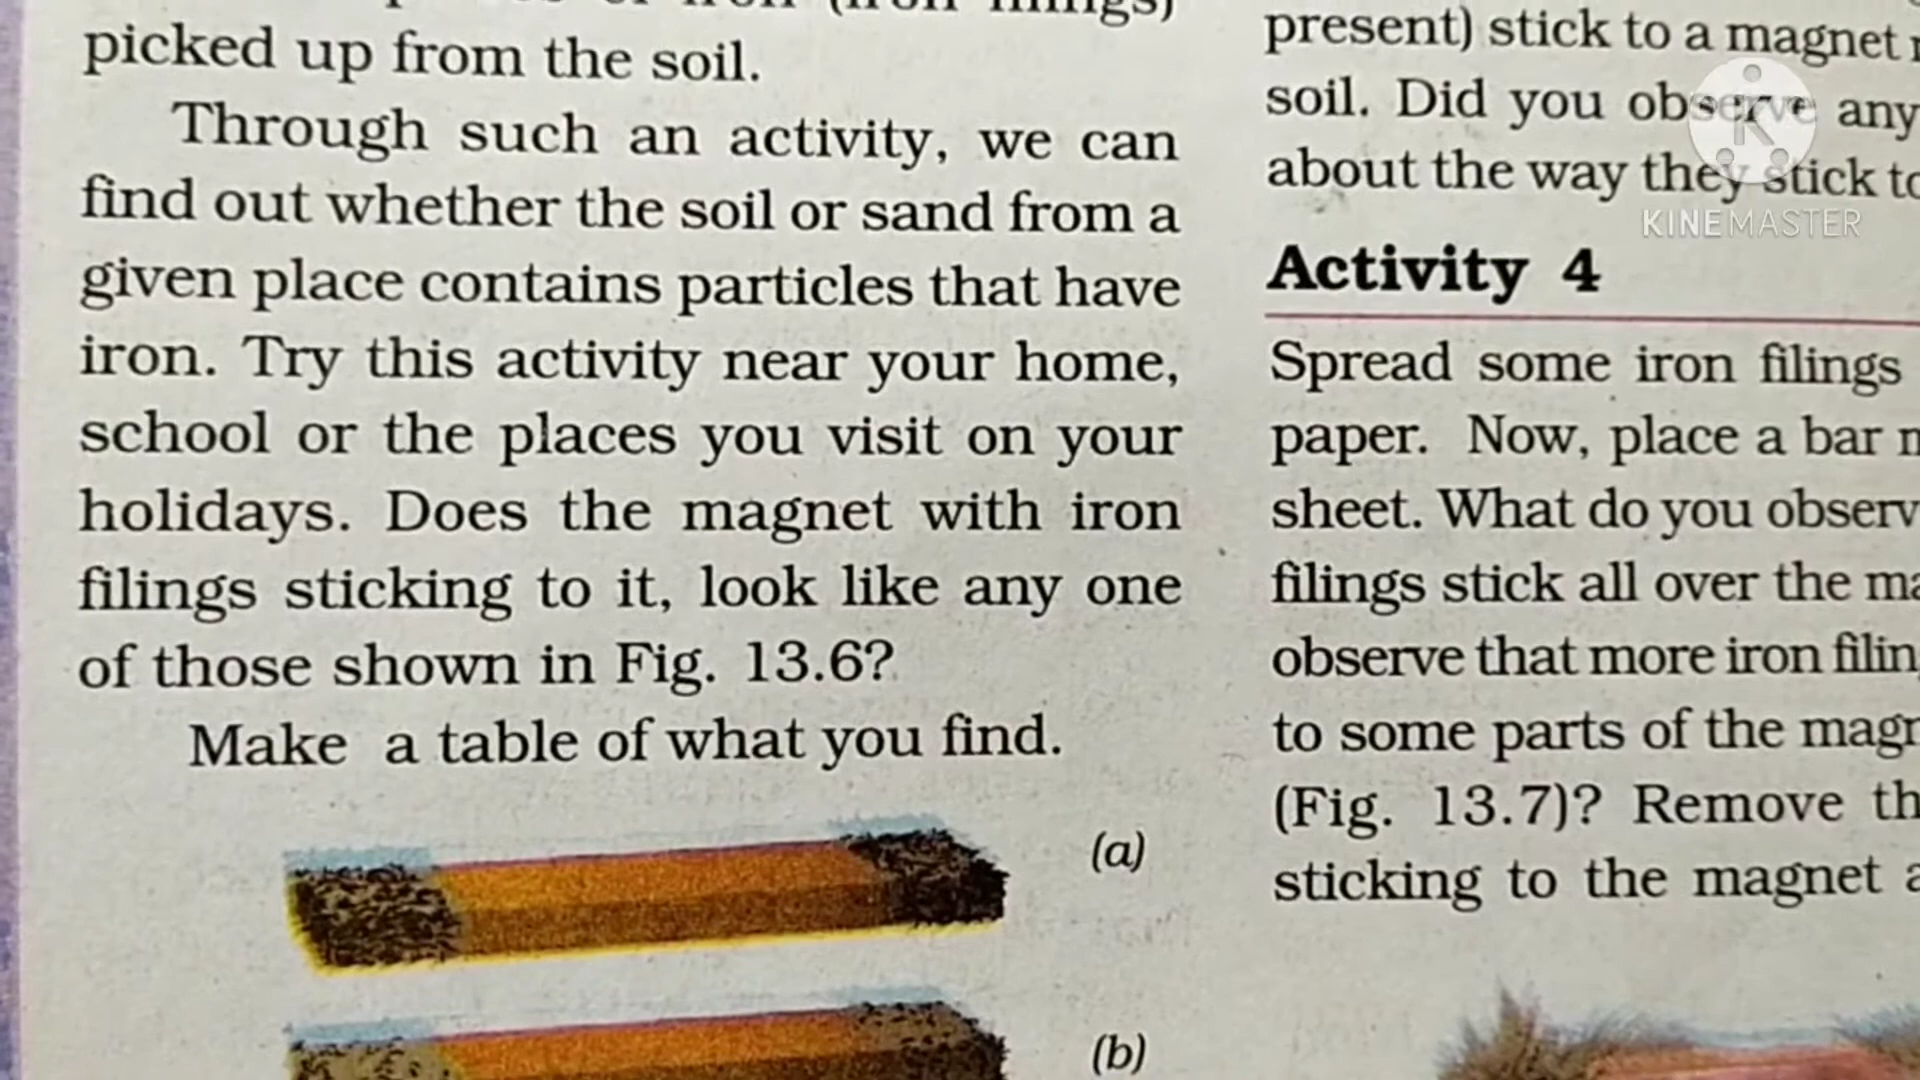 (iron filings)
picked up from the soil.
Through such an activity, we can
find out whether the soil or sand from a
given place contains particles that have
iron. Try this activity near your home,
school or the places you visit on your
holidays. Does the magnet with iron
filings sticking to it, look like any one
of those shown in Fig. 13.6?
Make a table of what you find.
(a)
(b)
present) stick to a magnet
soil. Did you observe any
about the way they stick
Activity 4
Spread some iron filings
paper. Now, place a bar
sheet. What do you observ
filings stick all over the
observe that more iron filin
to some parts of the magn
(Fig. 13.7)? Remove th
sticking to the magnet
K
KINEMASTER